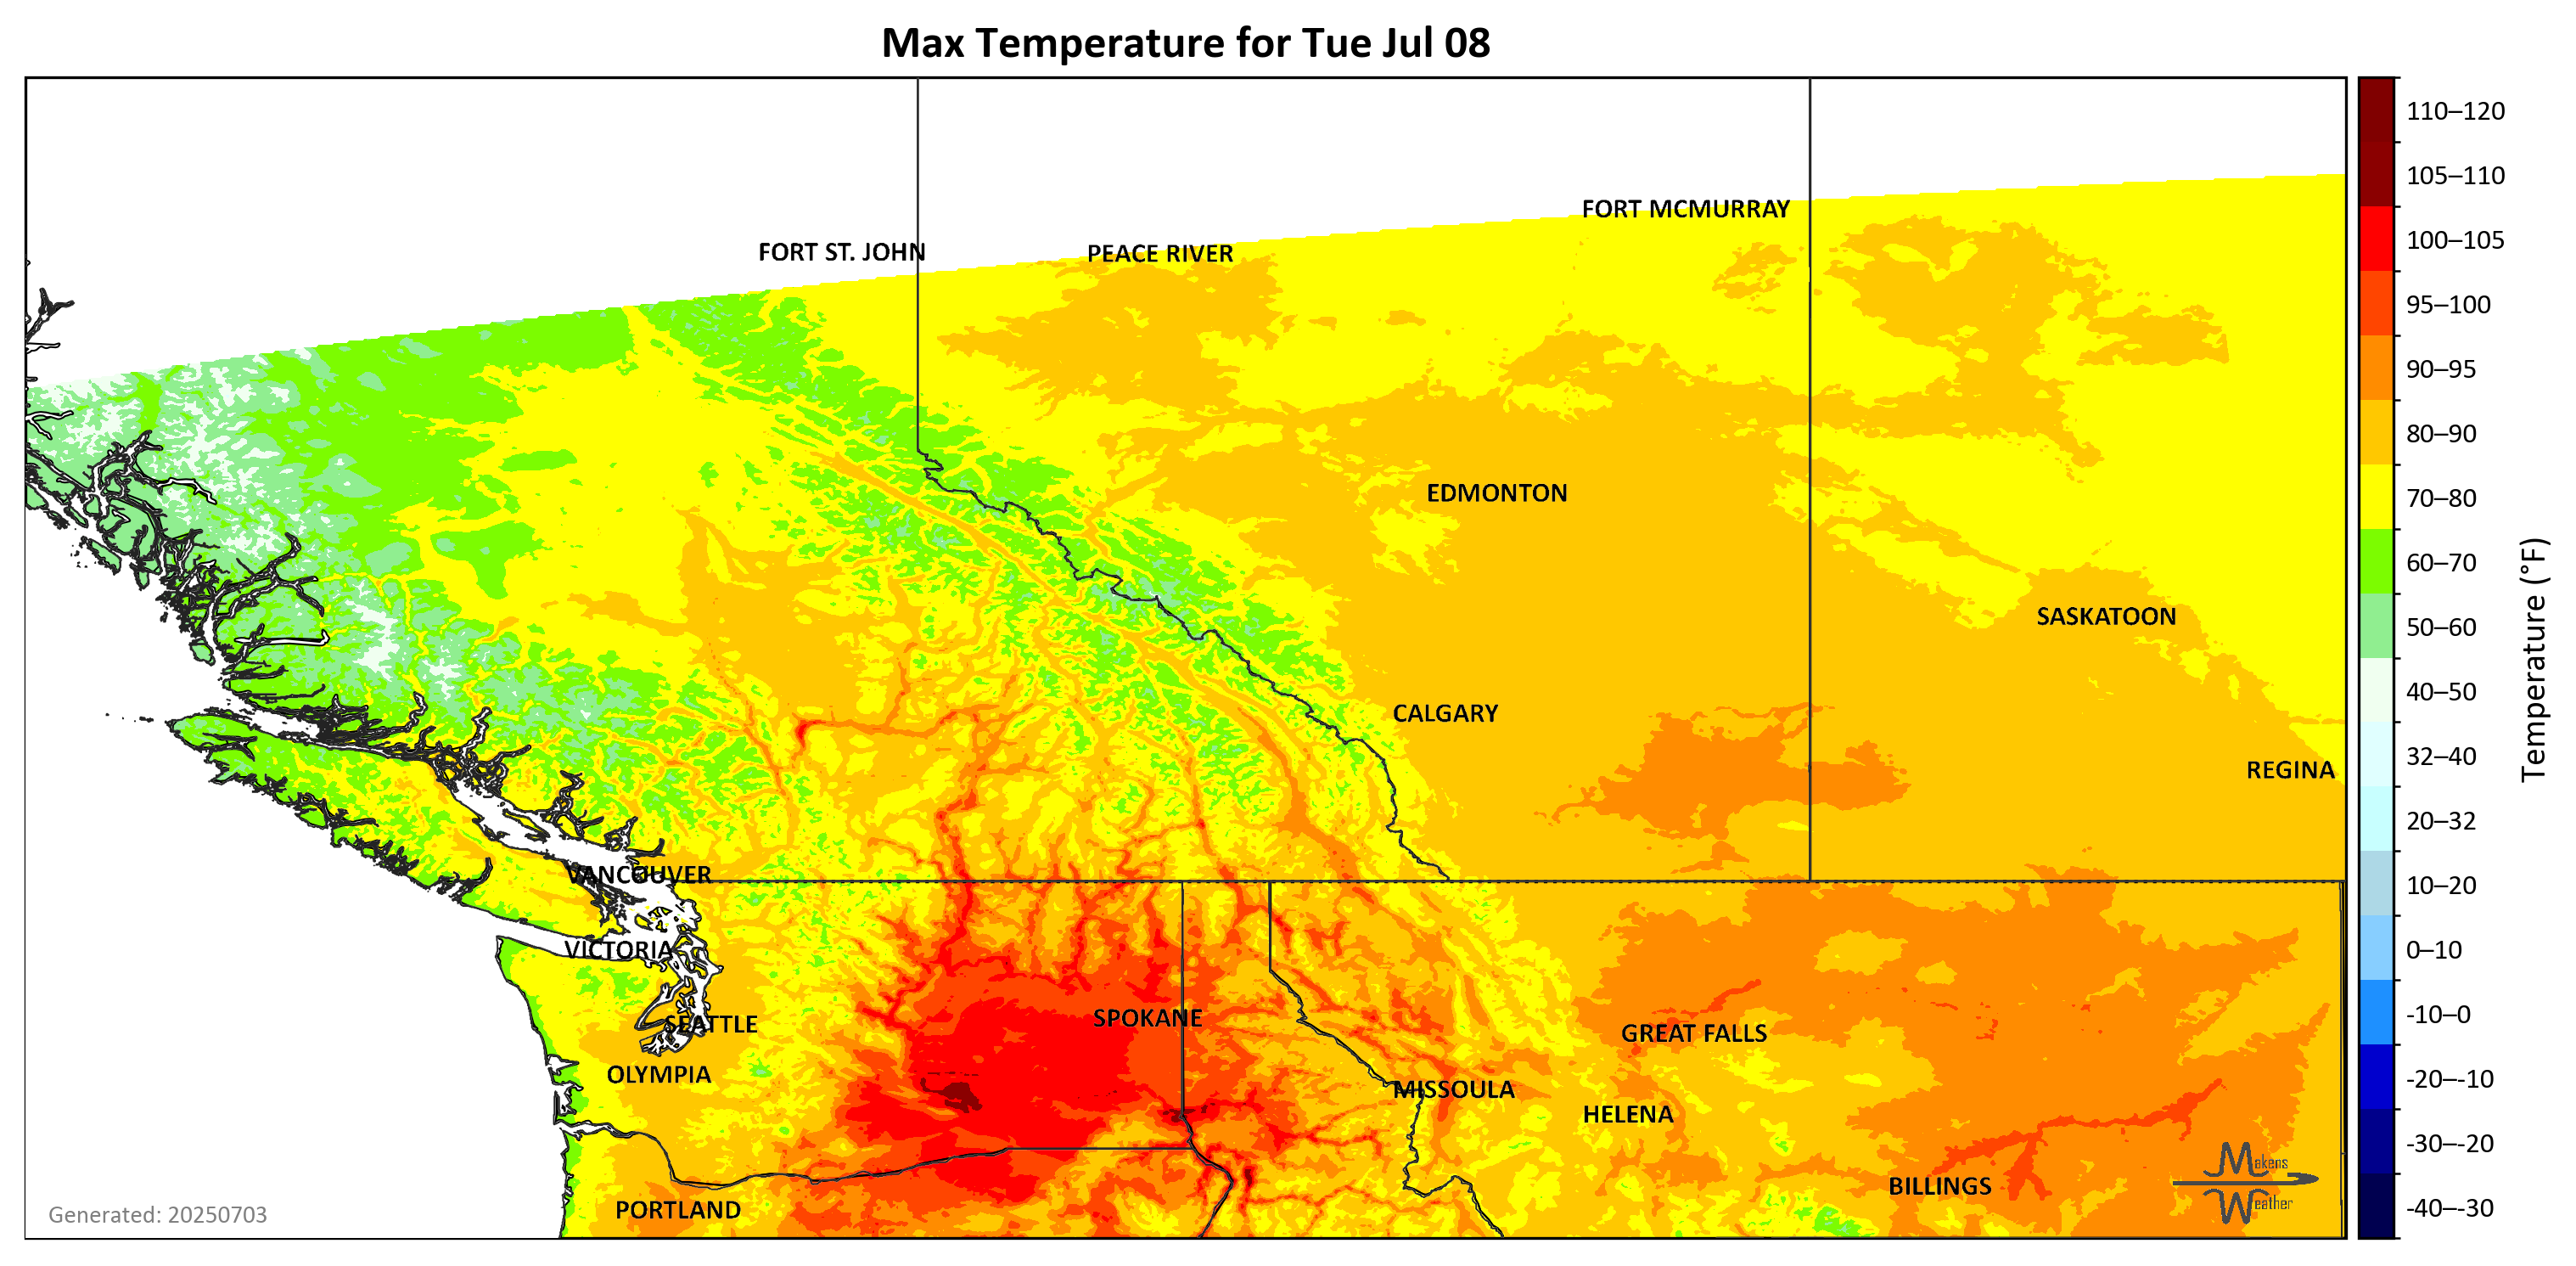 Max Temperature for Tue Jul 08
110–120
105–110
FORT MCMURRAY
100–105
FORT ST. JOHN
PEACE RIVER
95–100
90–95
80–90
EDMONTON
70–80
60–70
SASKATOON
50–60
40–50
CALGARY
32–40
REGINA
Temperature (°F)
20–32
VANCOUVER
10–20
VICTORIA
0–10
SPOKANE
-10–0
SEATTLE
GREAT FALLS
OLYMPIA
-20–-10
MISSOULA
HELENA
-30–-20
Makens
Weather
BILLINGS
-40–-30
PORTLAND
Generated: 20250703